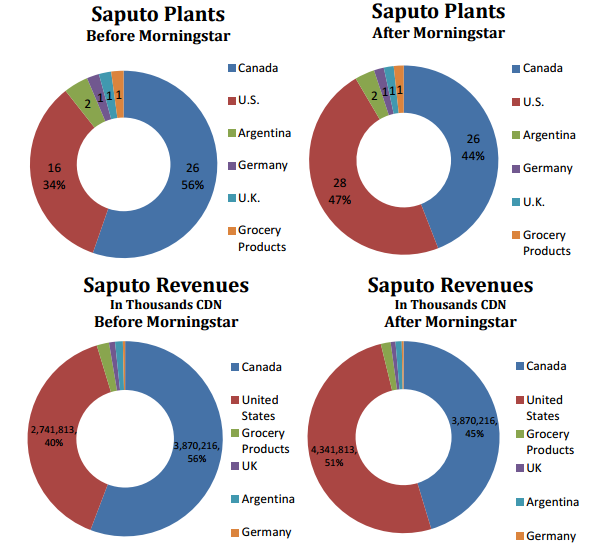 Saputo Plants
Before Morningstar
Canada
U.S.
Argentina
Germany
U.K.
Grocery
Products
2
1
1
1
16
34%
26
56%
Saputo Plants
After Morningstar
Canada
U.S.
Argentina
Germany
U.K.
Grocery
Products
2
1
1
1
26
44%
28
47%
Saputo Revenues
In Thousands CDN
Before Morningstar
Canada
United
States
Grocery
Products
UK
Argentina
Germany
2,741,813,
40%
3,870,216,
56%
Saputo Revenues
In Thousands CDN
After Morningstar
Canada
United
States
Grocery
Products
UK
Argentina
Germany
3,870,216,
45%
4,341,813,
51%